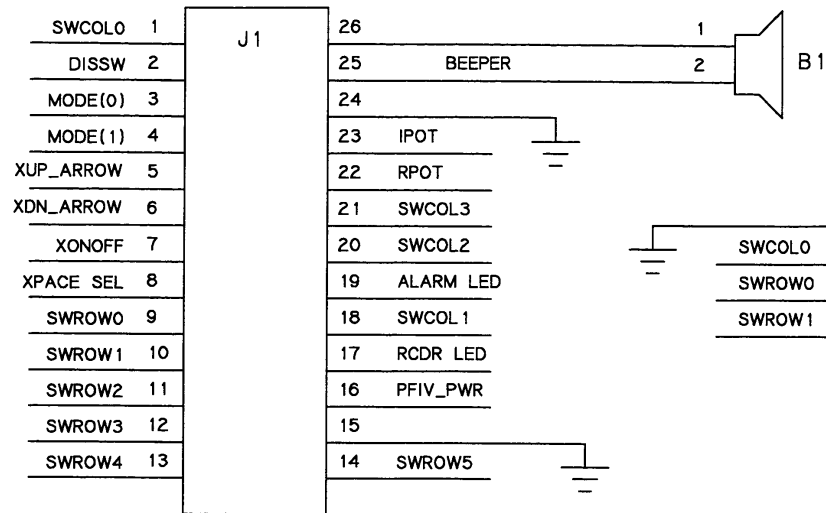 SWCOL0 1 J1 26 1
DISSW 2 25 BEEPER 2 B1
MODE(0) 3 24
MODE(1) 4 23 IPOT
XUP_ARROW 5 22 RPOT
XDN_ARROW 6 21 SWCOL3
XONOFF 7 20 SWCOL2 SWCOL0
XPACE SEL 8 19 ALARM LED SWROW0
SWROW0 9 18 SWCOL1 SWROW1
SWROW1 10 17 RCDR LED
SWROW2 11 16 PFIV_PWR
SWROW3 12 15
SWROW4 13 14 SWROW5